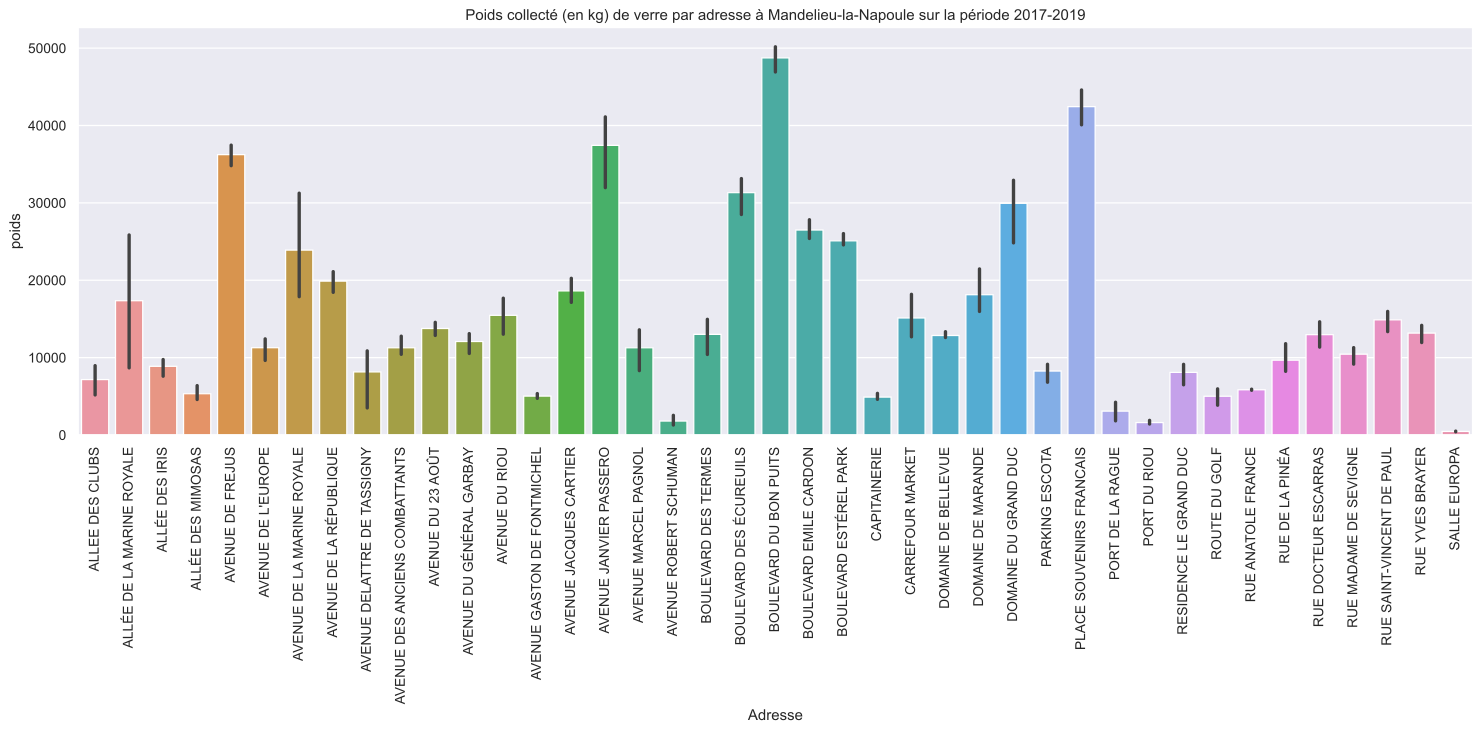 Poids collecté (en kg) de verre par adresse à Mandelieu-la-Napoule sur la période 2017-2019
poids
50000
40000
30000
20000
10000
0
ALLEE DES CLUBS
ALLÉE DE LA MARINE ROYALE
ALLÉE DES IRIS
ALLÉE DES MIMOSAS
AVENUE DE FREJUS
AVENUE DE L'EUROPE
AVENUE DE LA MARINE ROYALE
AVENUE DE LA RÉPUBLIQUE
AVENUE DELATTRE DE TASSIGNY
AVENUE DES ANCIENS COMBATTANTS
AVENUE DU 23 AOÛT
AVENUE DU GÉNÉRAL GARBAY
AVENUE DU RIOU
AVENUE GASTON DE FONTMICHEL
AVENUE JACQUES CARTIER
AVENUE JANVIER PASSERO
AVENUE MARCEL PAGNOL
AVENUE ROBERT SCHUMAN
BOULEVARD DES TERMES
BOULEVARD DES ÉCUREUILS
BOULEVARD DU BON PUITS
BOULEVARD EMILE CARDON
BOULEVARD ESTÉREL PARK
CAPITAINERIE
CARREFOUR MARKET
DOMAINE DE BELLEVUE
DOMAINE DE MARANDE
DOMAINE DU GRAND DUC
PARKING ESCOTA
PLACE SOUVENIRS FRANCAIS
PORT DE LA RAGUE
PORT DU RIOU
RESIDENCE LE GRAND DUC
ROUTE DU GOLF
RUE ANATOLE FRANCE
RUE DE LA PINÉA
RUE DOCTEUR ESCARRAS
RUE MADAME DE SEVIGNE
RUE SAINT-VINCENT DE PAUL
RUE YVES BRAYER
SALLE EUROPA
Adresse